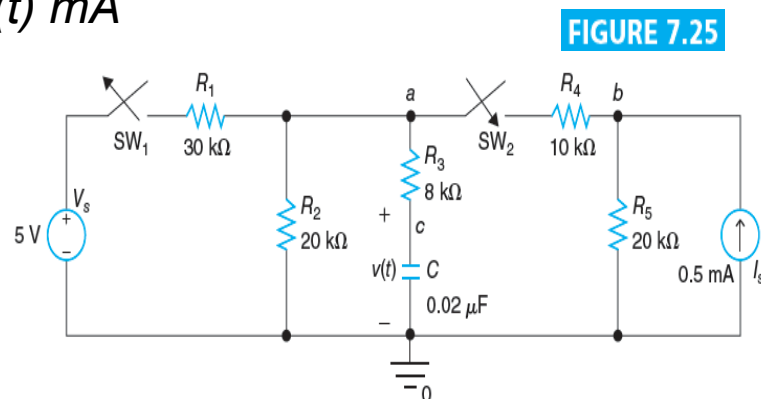 (t) mA
FIGURE 7.25
R1 a R4 b
SW1 30 kΩ SW2 10 kΩ
R3
8 kΩ
Vs + R2 + c R5
5 V − 20 kΩ 20 kΩ
v(t) C 0.5 mA Is
0.02 μF
−
0